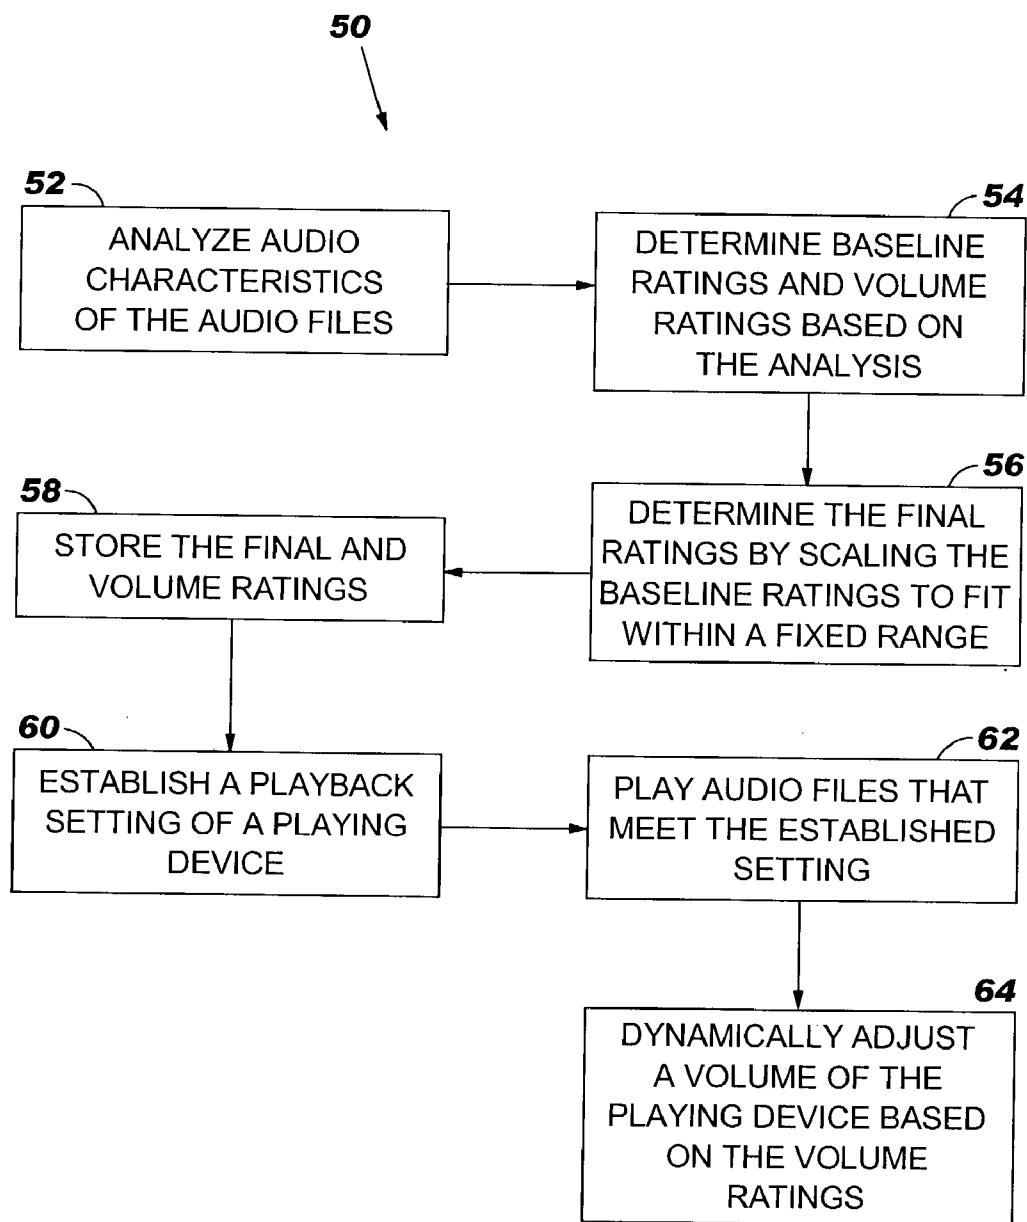 50
52
ANALYZE AUDIO
CHARACTERISTICS
OF THE AUDIO FILES
54
DETERMINE BASELINE
RATINGS AND VOLUME
RATINGS BASED ON
THE ANALYSIS
56
DETERMINE THE FINAL
RATINGS BY SCALING THE
BASELINE RATINGS TO FIT
WITHIN A FIXED RANGE
58
STORE THE FINAL AND
VOLUME RATINGS
60
ESTABLISH A PLAYBACK
SETTING OF A PLAYING
DEVICE
62
PLAY AUDIO FILES THAT
MEET THE ESTABLISHED
SETTING
64
DYNAMICALLY ADJUST
A VOLUME OF THE
PLAYING DEVICE BASED
ON THE VOLUME
RATINGS